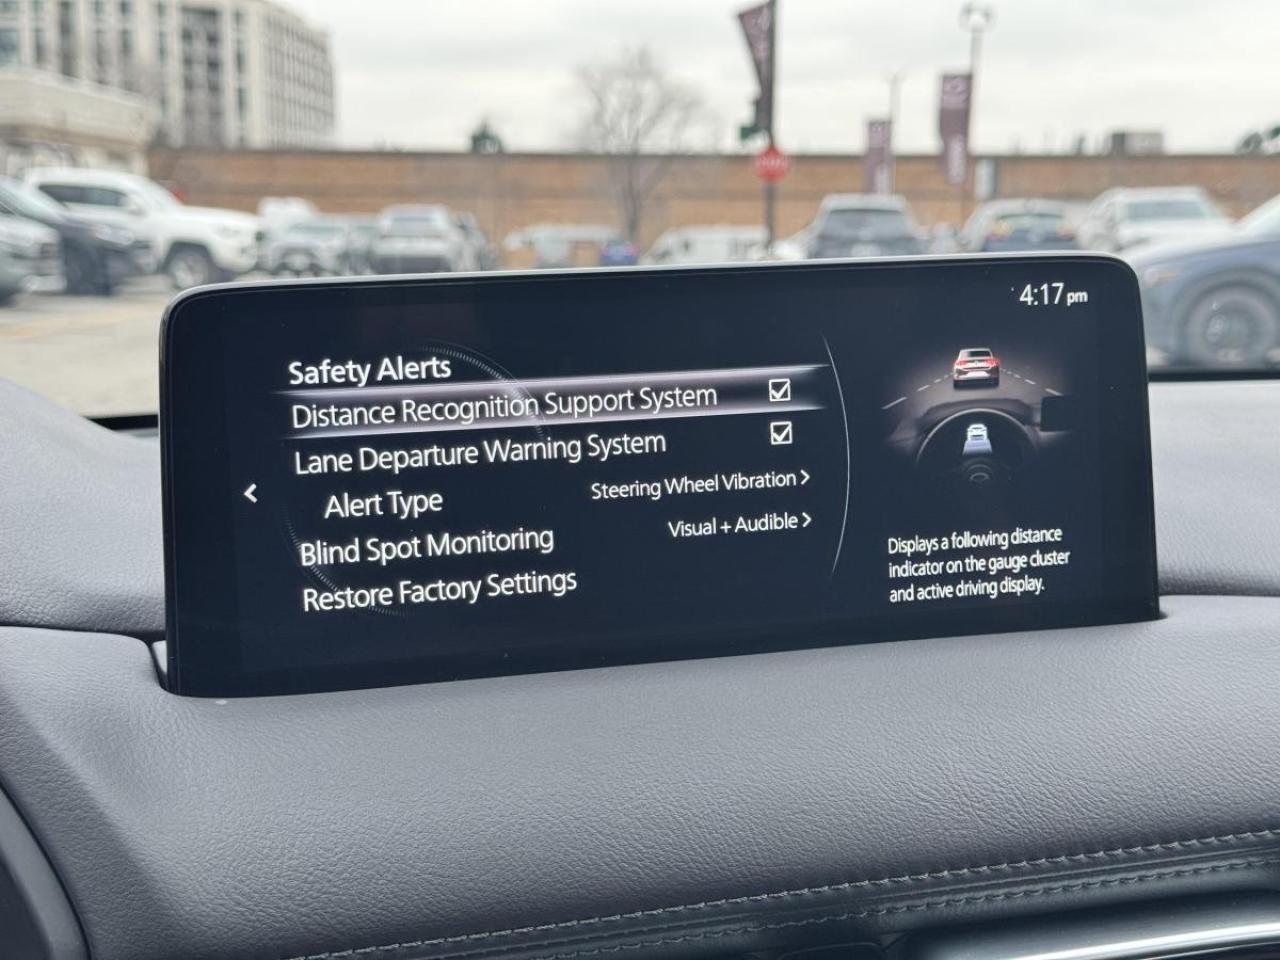 4:17 pm
Safety Alerts
Distance Recognition Support System
Lane Departure Warning System
Alert Type Steering Wheel Vibration >
Blind Spot Monitoring Visual + Audible >
Restore Factory Settings
Displays a following distance
indicator on the gauge cluster
and active driving display.